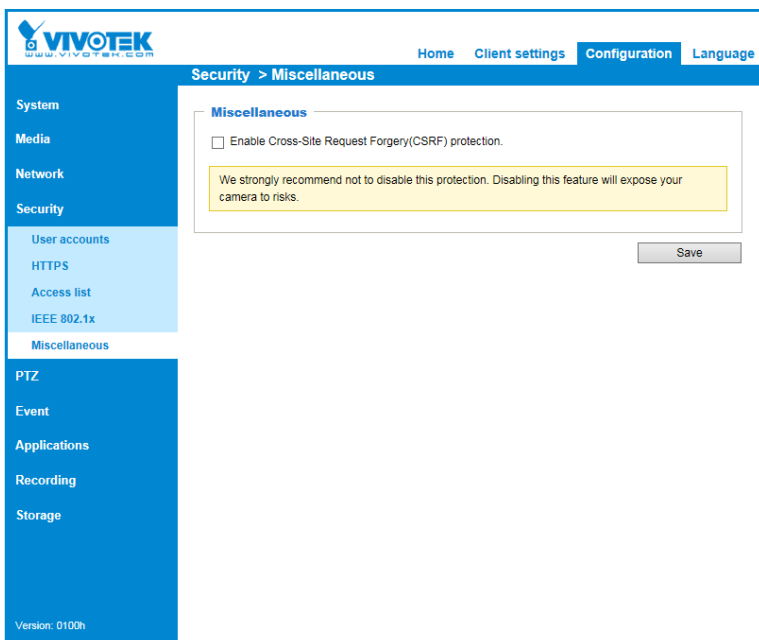 VIVOTEK
www.vivotek.com
Home Client settings Configuration Language
Security > Miscellaneous
System
Media
Network
Security
User accounts
HTTPS
Access list
IEEE 802.1x
Miscellaneous
PTZ
Event
Applications
Recording
Storage
Version: 0100h
Miscellaneous
Enable Cross-Site Request Forgery(CSRF) protection.
We strongly recommend not to disable this protection. Disabling this feature will expose your
camera to risks.
Save